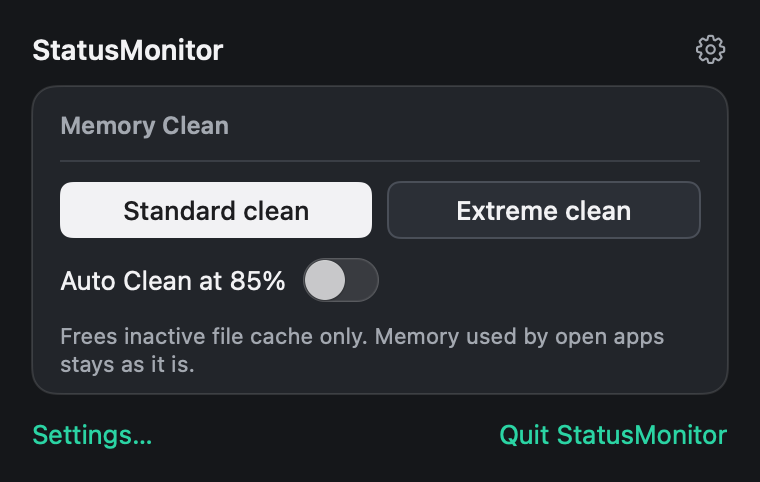 StatusMonitor
Memory Clean
Standard clean
Extreme clean
Auto Clean at 85%
Frees inactive file cache only. Memory used by open apps
stays as it is.
Settings...
Quit StatusMonitor